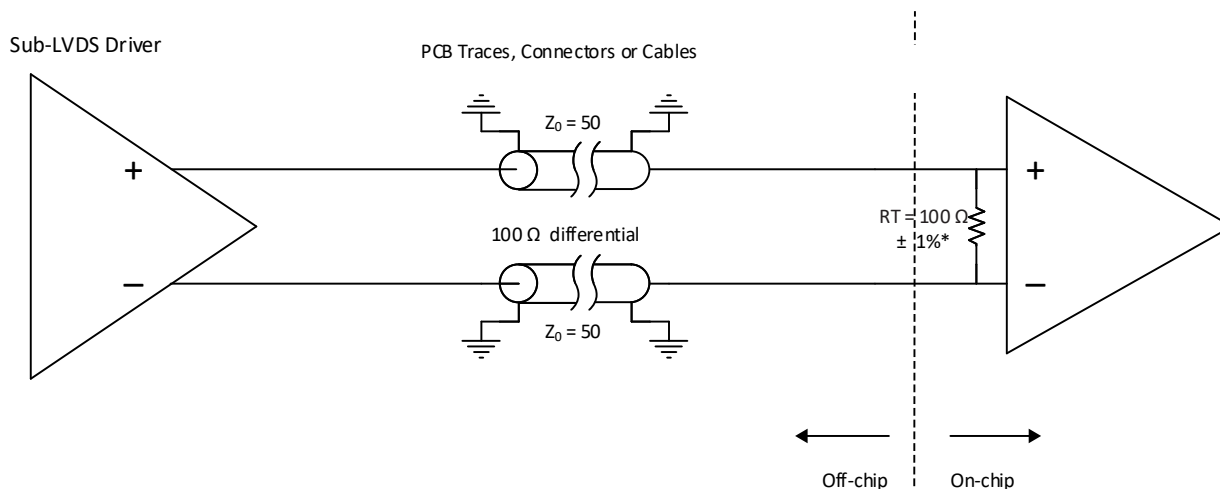 Sub-LVDS Driver
PCB Traces, Connectors or Cables
Z0 = 50
+
+
RT = 100 Ω
± 1%*
100 Ω differential
−
−
Z0 = 50
Off-chip
On-chip